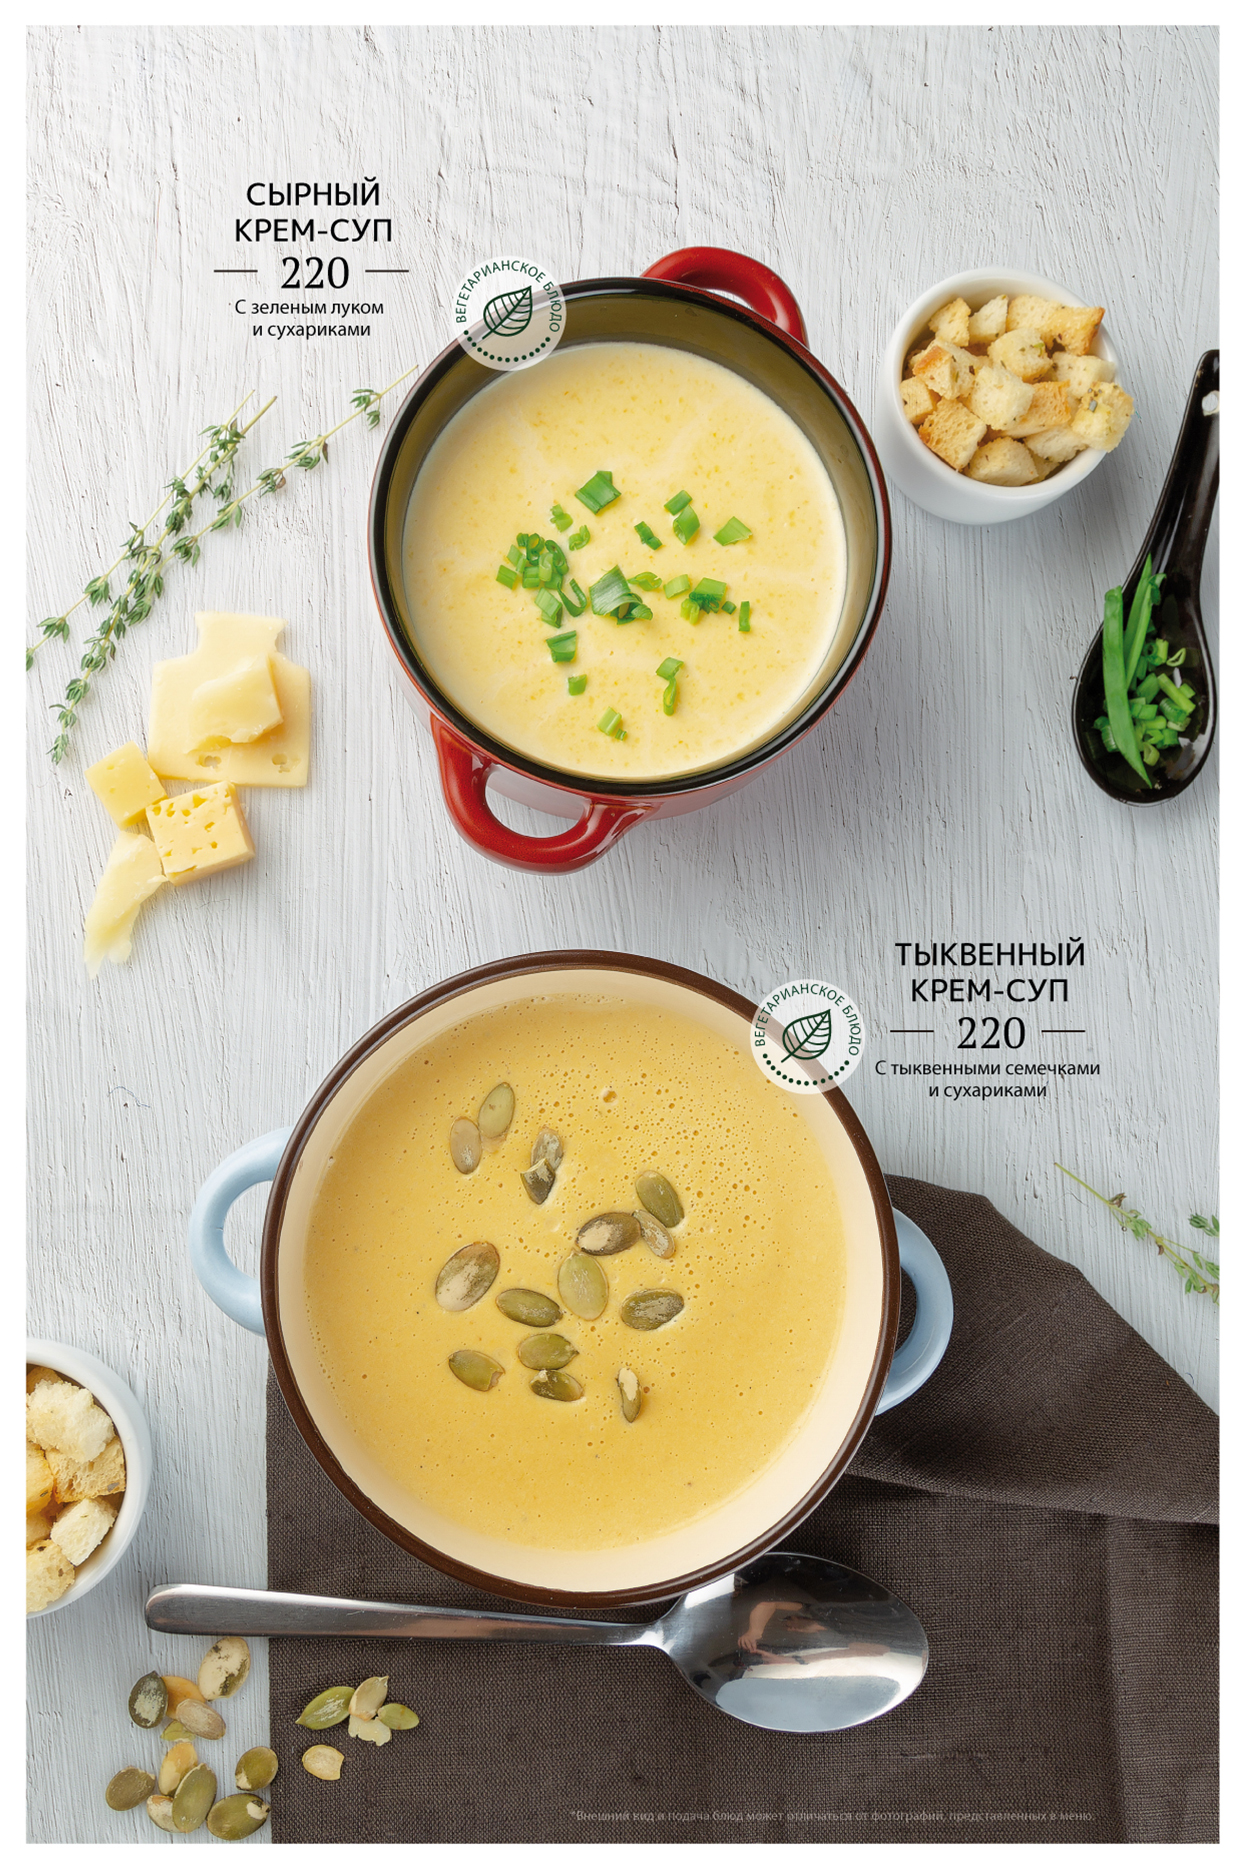 СЫРНЫЙ
КРЕМ-СУП
220
С зеленым луком
и сухариками
ВЕГЕТАРИАНСКОЕ БЛЮДО
ТЫКВЕННЫЙ
КРЕМ-СУП
220
С тыквенными семечками
и сухариками
ВЕГЕТАРИАНСКОЕ БЛЮДО
*Внешний вид и подача блюд может отличаться от фотографий, представленных в меню.